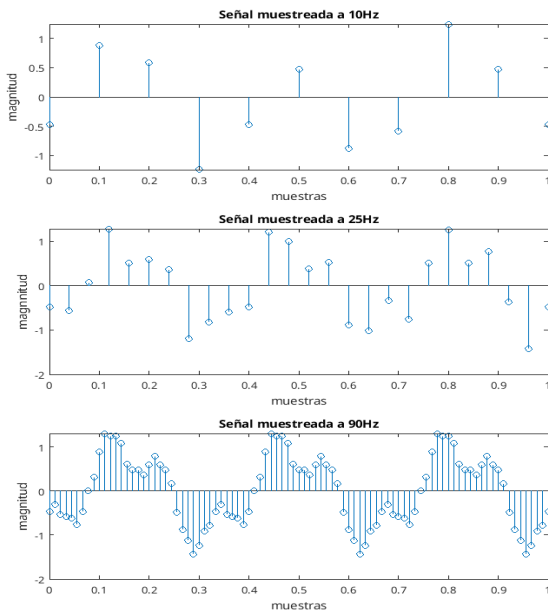 Señal muestreada a 10Hz
1
0.5
0
-0.5
-1
magnitud
0 0.1 0.2 0.3 0.4 0.5 0.6 0.7 0.8 0.9 1
muestras
Señal muestreada a 25Hz
1
0
-1
-2
magnnitud
0 0.1 0.2 0.3 0.4 0.5 0.6 0.7 0.8 0.9 1
muestras
Señal muestreada a 90Hz
1
0
-1
-2
magnitud
0 0.1 0.2 0.3 0.4 0.5 0.6 0.7 0.8 0.9 1
muestras